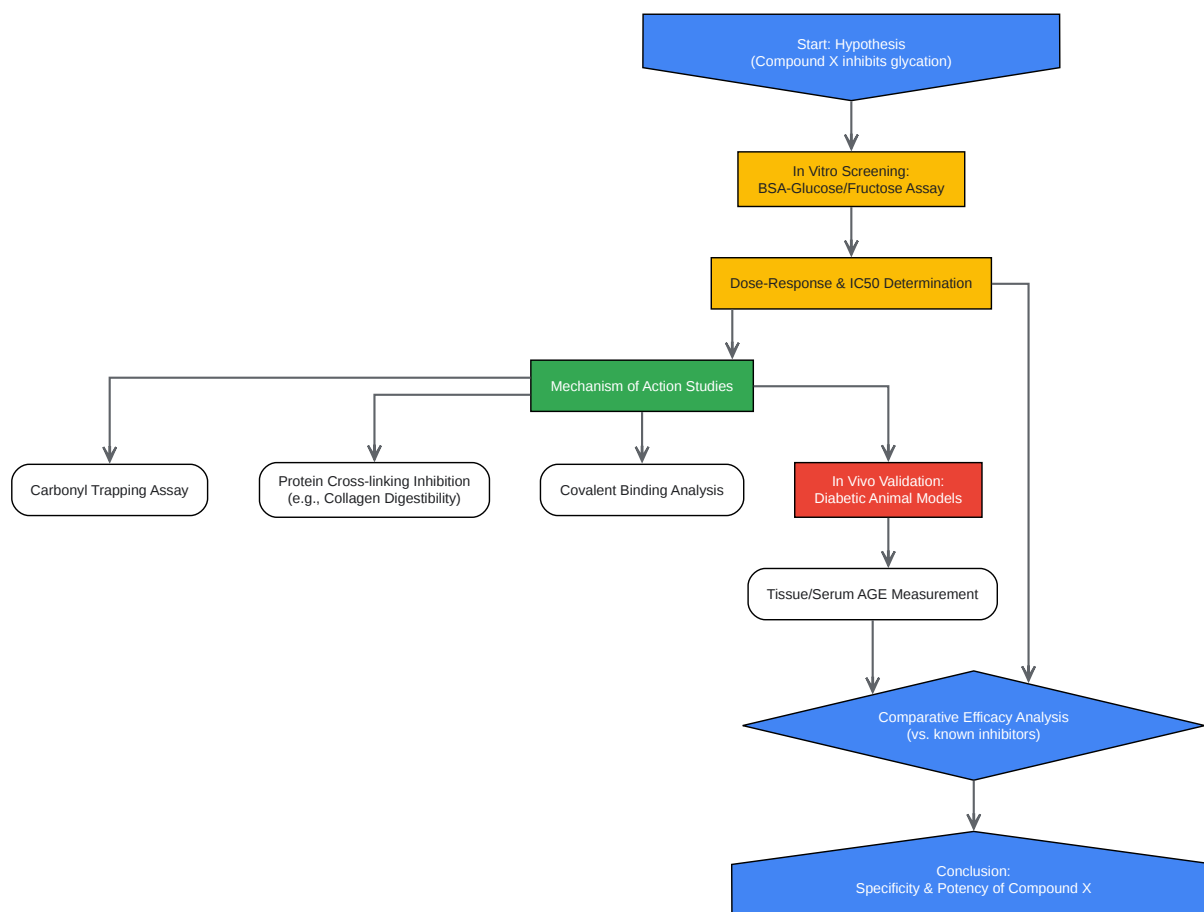 Start: Hypothesis
(Compound X inhibits glycation)
In Vitro Screening:
BSA-Glucose/Fructose Assay
Dose-Response & IC50 Determination
Mechanism of Action Studies
Carbonyl Trapping Assay
Protein Cross-linking Inhibition
(e.g., Collagen Digestibility)
Covalent Binding Analysis
In Vivo Validation:
Diabetic Animal Models
Tissue/Serum AGE Measurement
Comparative Efficacy Analysis
(vs. known inhibitors)
Conclusion:
Specificity & Potency of Compound X